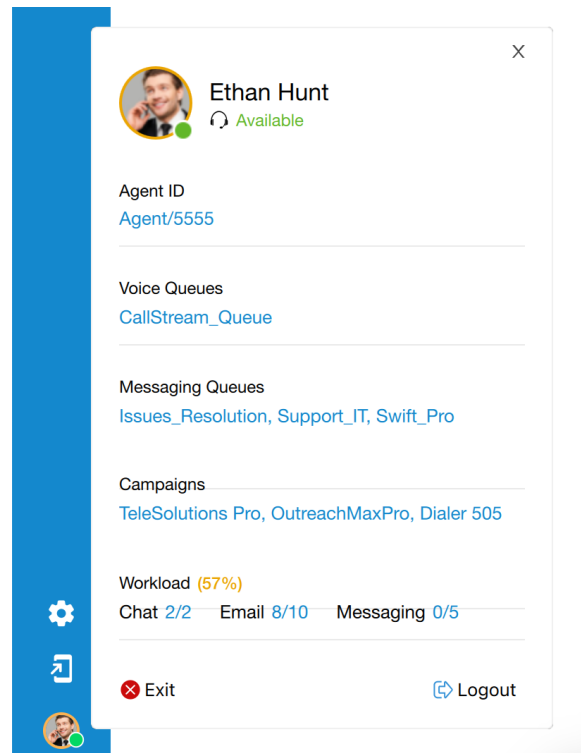 X
Ethan Hunt
Available
Agent ID
Agent/5555
Voice Queues
CallStream_Queue
Messaging Queues
Issues_Resolution, Support_IT, Swift_Pro
Campaigns
TeleSolutions Pro, OutreachMaxPro, Dialer 505
Workload (57%)
Chat 2/2 Email 8/10 Messaging 0/5
Exit Logout